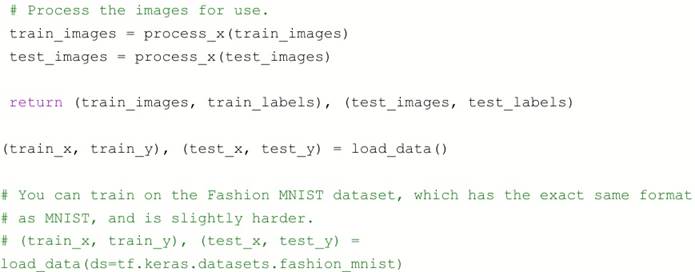 # Process the images for use.
train_images = process_x(train_images)
test_images = process_x(test_images)
return (train_images, train_labels), (test_images, test_labels)
(train_x, train_y), (test_x, test_y) = load_data()
# You can train on the Fashion MNIST dataset, which has the exact same format
# as MNIST, and is slightly harder.
# (train_x, train_y), (test_x, test_y) =
load_data(ds=tf.keras.datasets.fashion_mnist)